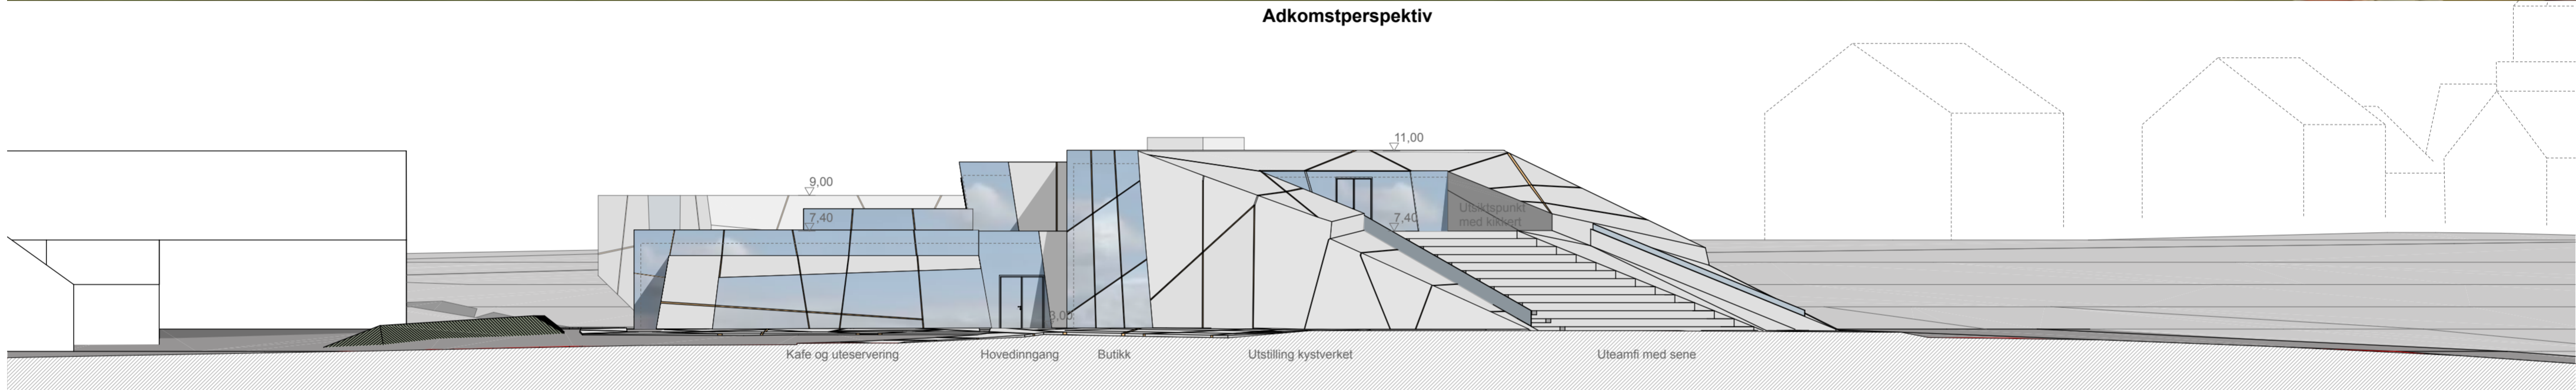 Adkomstperspektiv
11,00
9,00
7,40
7,40
Utsiktspunkt
med kikkert
3,00
Kafe og uteservering
Hovedinngang
Butikk
Utstilling kystverket
Uteamfi med sene